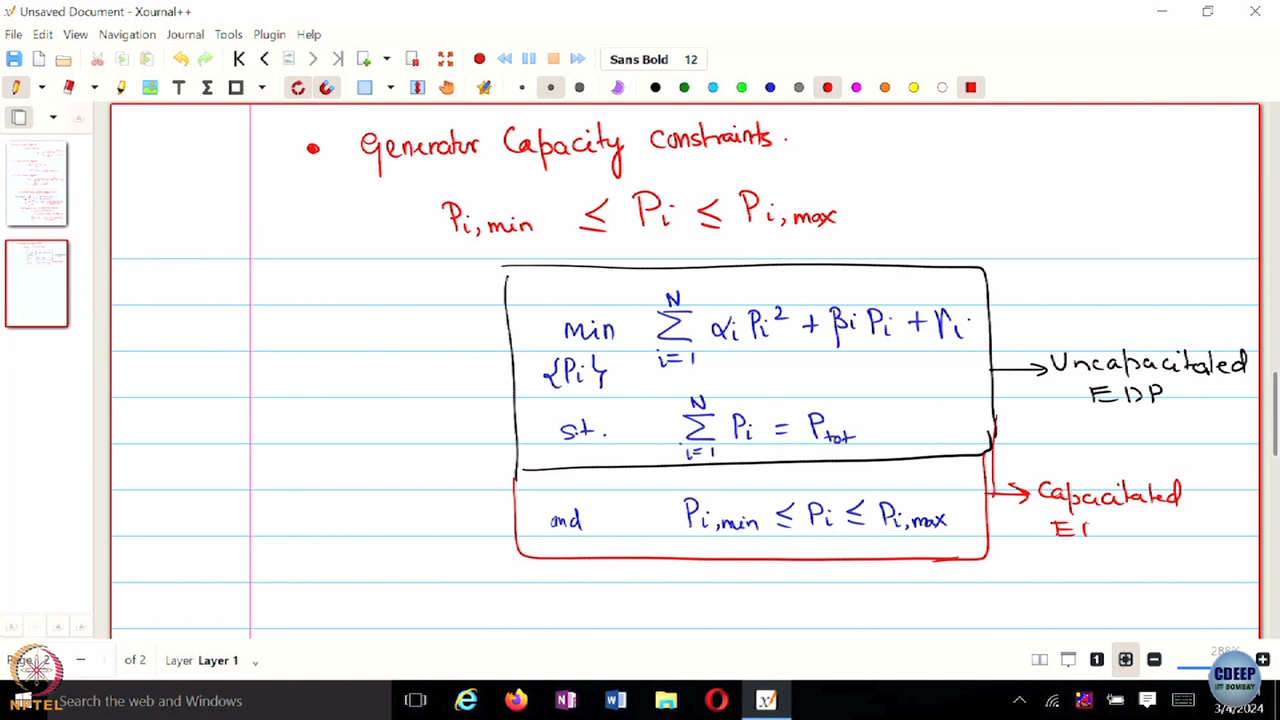 Unsaved Document - Xournal++
File Edit View Navigation Journal Tools Plugin Help
Sans Bold 12
• Generator Capacity constraints.
Pi,min ≤ Pi ≤ Pi,max
min ∑ i=1 N αi Pi² + βi Pi + γi
{Pi}
s.t. ∑ i=1 N Pi = Ptot
and Pi,min ≤ Pi ≤ Pi,max
Uncapacitated
EDP
Capacitated
E
of 2 Layer Layer 1
288%
NPTEL
Search the web and Windows
CDEEP
IIT BOMBAY
3/4/2024